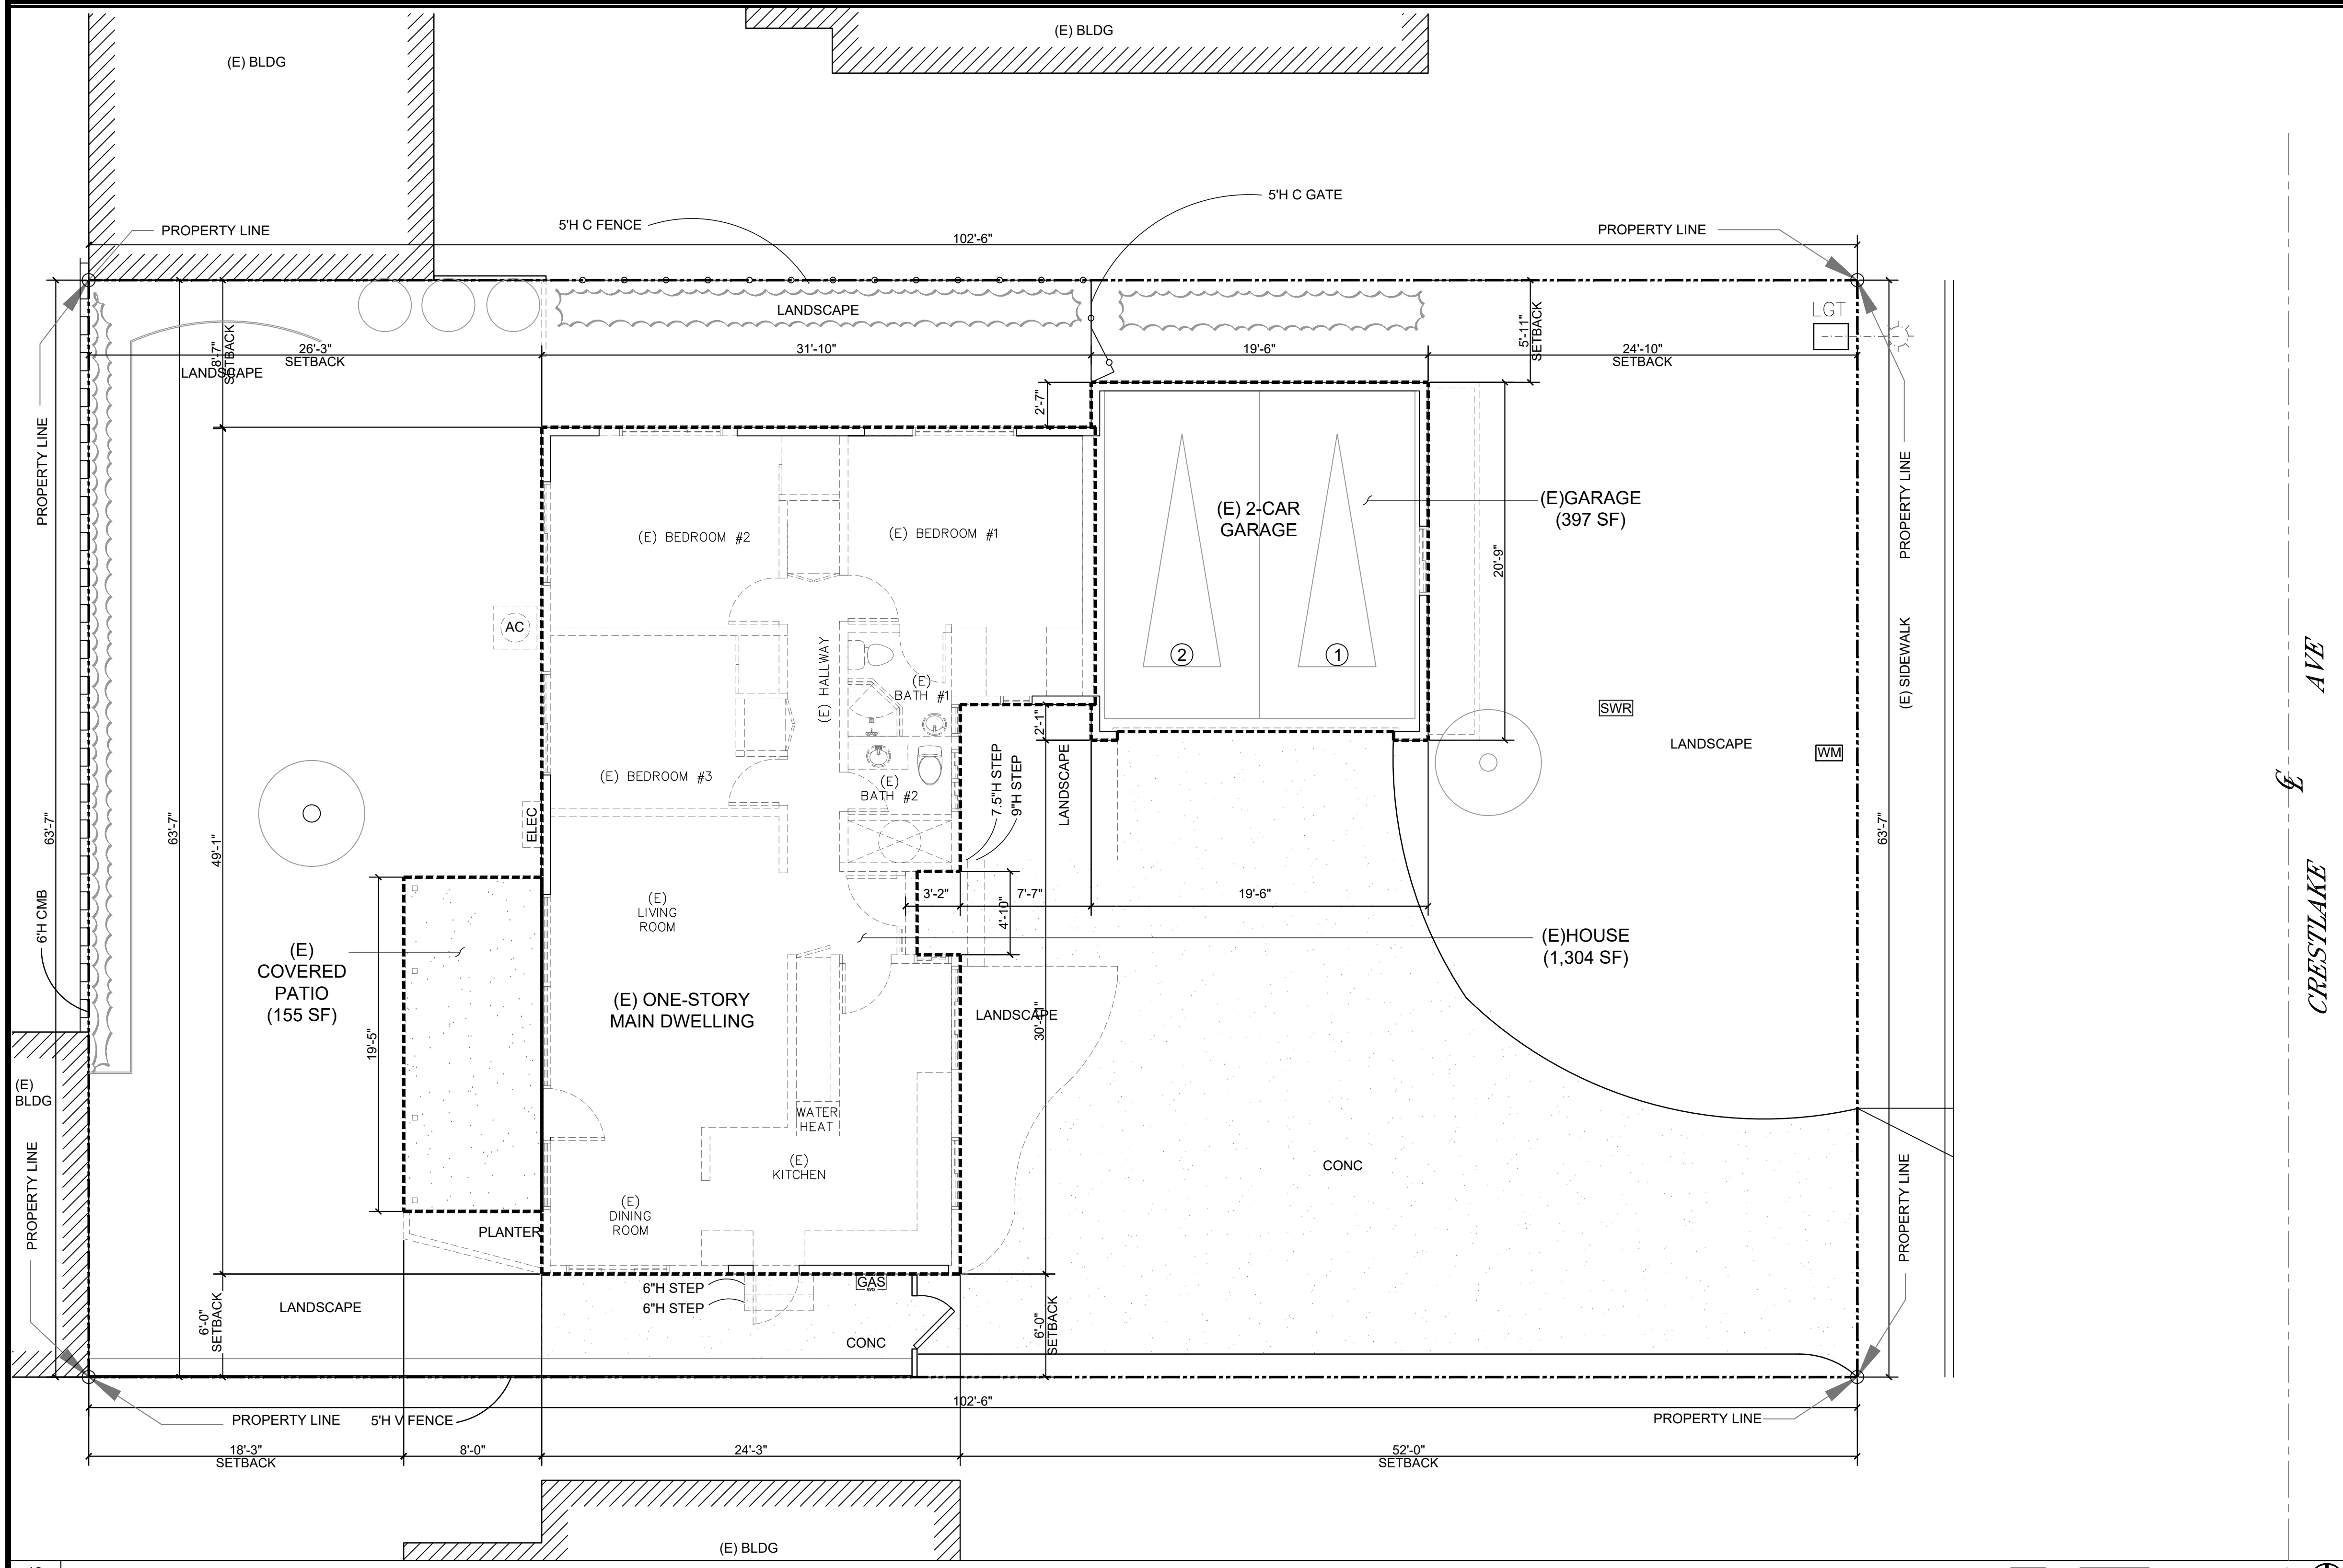 (E) BLDG
(E) BLDG
5'H C GATE
5'H C FENCE
PROPERTY LINE
PROPERTY LINE
102'-6"
LGT
LANDSCAPE
5'-11"
SETBACK
8'-7"
SETBACK
26'-3"
SETBACK
31'-10"
19'-6"
24'-10"
SETBACK
LANDSCAPE
2'-7"
PROPERTY LINE
PROPERTY LINE
(E) 2-CAR
GARAGE
(E)GARAGE
(397 SF)
20'-9"
(E) BEDROOM #2
(E) BEDROOM #1
AC
(E) HALLWAY
(E)
BATH #1
2
1
(E) SIDEWALK
AVE
SWR
LANDSCAPE
WM
2'-1"
7.5"H STEP
9"H STEP
LANDSCAPE
(E) BEDROOM #3
(E)
BATH #2
ELEC
63'-7"
63'-7"
49'-1"
63'-7"
℄
CRESTLAKE
6'H CMB
3'-2"
7'-7"
4'-10"
19'-6"
(E)
LIVING
ROOM
(E)
COVERED
PATIO
(155 SF)
19'-5"
(E)HOUSE
(1,304 SF)
(E) ONE-STORY
MAIN DWELLING
LANDSCAPE
(E)
BLDG
WATER
HEAT
(E)
KITCHEN
CONC
PROPERTY LINE
PROPERTY LINE
(E)
DINING
ROOM
PLANTER
GAS
6"H STEP
6"H STEP
LANDSCAPE
6'-0"
SETBACK
CONC
6'-0"
SETBACK
102'-6"
PROPERTY LINE
5'H V FENCE
PROPERTY LINE
18'-3"
SETBACK
8'-0"
24'-3"
52'-0"
SETBACK
(E) BLDG